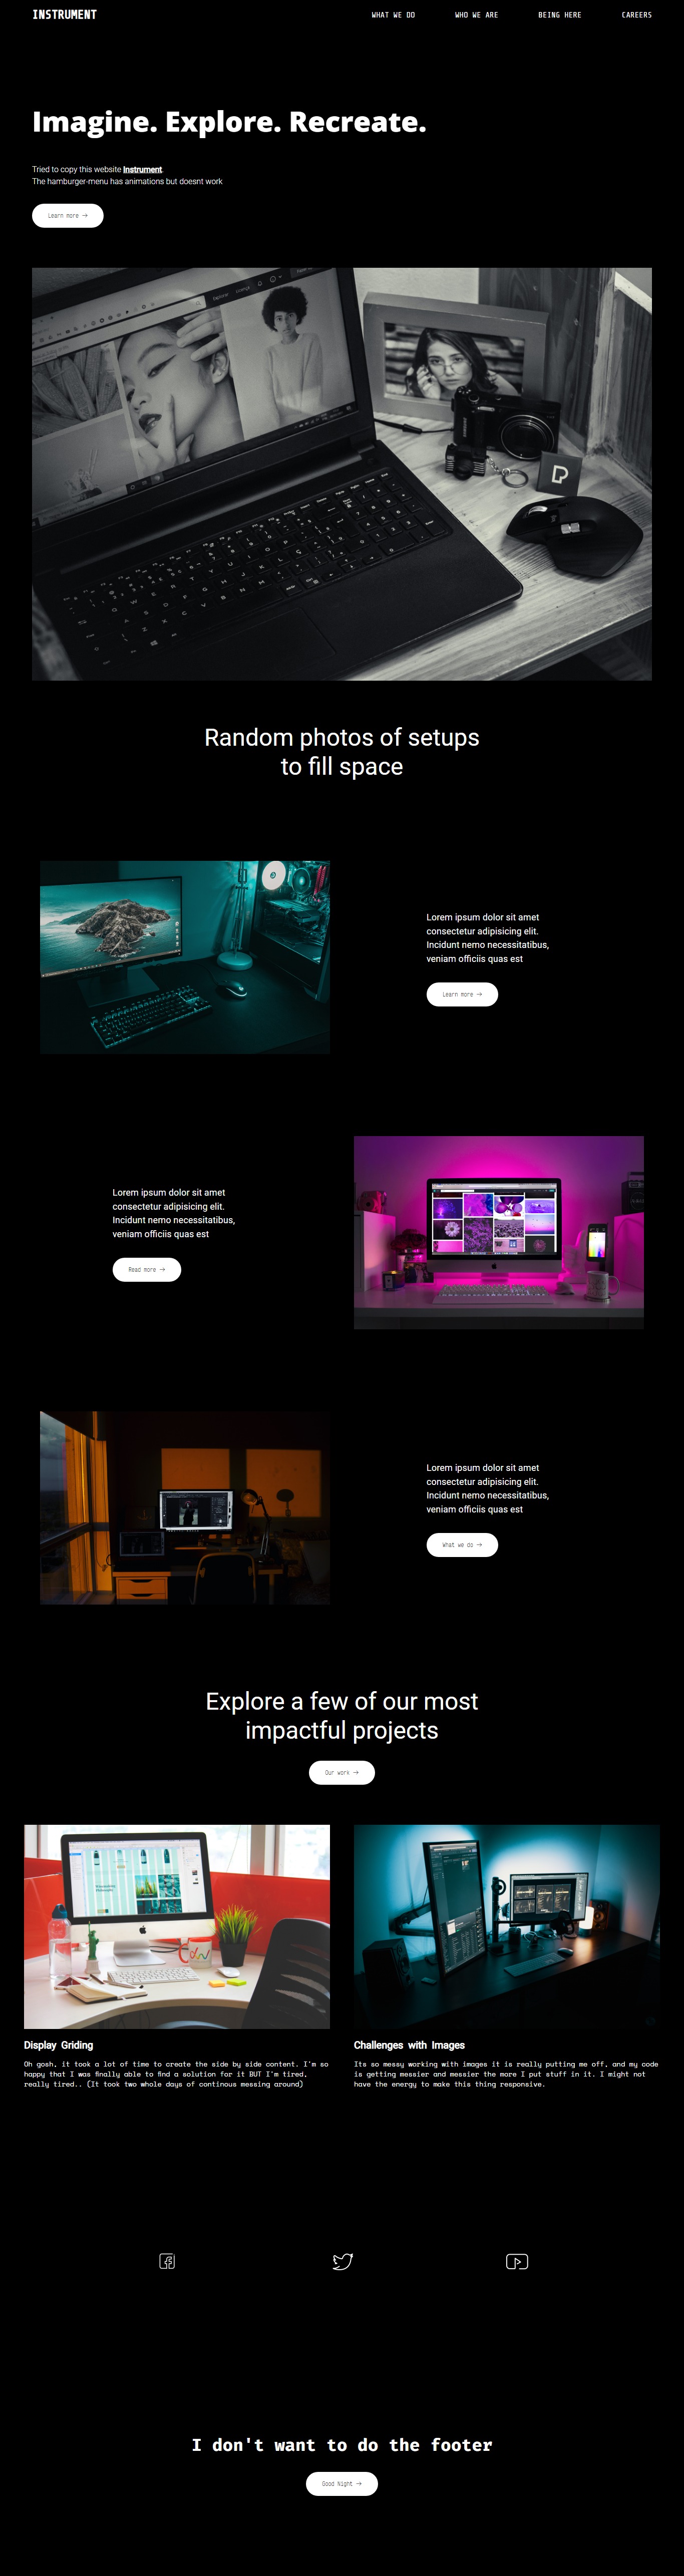 INSTRUMENT
WHAT WE DO
WHO WE ARE
BEING HERE
CAREERS
Imagine. Explore. Recreate.
Tried to copy this website Instrument.
The hamburger-menu has animations but doesnt work
Learn more →
Random photos of setups
to fill space
Lorem ipsum dolor sit amet
consectetur adipisicing elit.
Incidunt nemo necessitatibus,
veniam officiis quas est
Learn more →
Lorem ipsum dolor sit amet
consectetur adipisicing elit.
Incidunt nemo necessitatibus,
veniam officiis quas est
Read more →
Lorem ipsum dolor sit amet
consectetur adipisicing elit.
Incidunt nemo necessitatibus,
veniam officiis quas est
What we do →
Explore a few of our most
impactful projects
Our work →
Display Griding
Oh gosh, it took a lot of time to create the side by side content. I'm so
happy that I was finally able to find a solution for it BUT I'm tired,
really tired.. (It took two whole days of continous messing around)
Challenges with Images
Its so messy working with images it is really putting me off, and my code
is getting messier and messier the more I put stuff in it. I might not
have the energy to make this thing responsive.
I don't want to do the footer
Good Night →